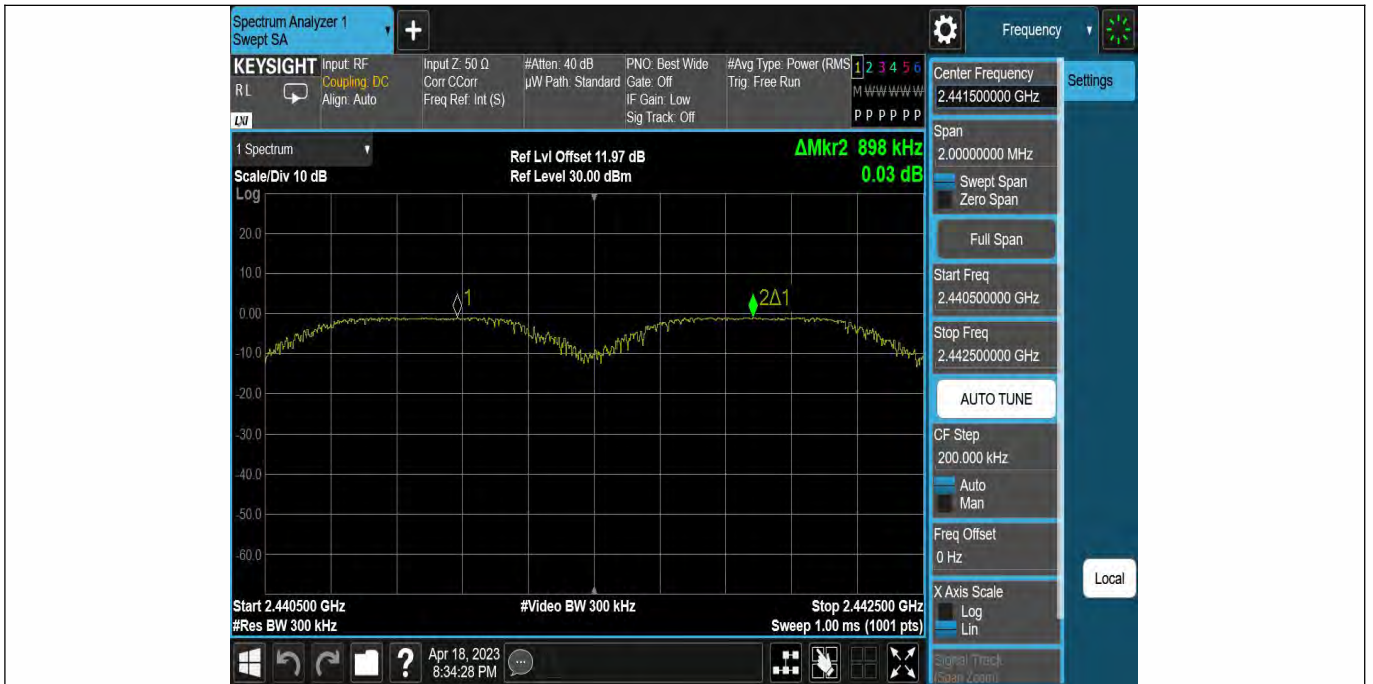 Spectrum Analyzer 1
Swept SA
+
Frequency
KEYSIGHT
RL
LXI
Input: RF
Coupling: DC
Align: Auto
Input Z: 50 Ω
Corr CCorr
Freq Ref: Int (S)
#Atten: 40 dB
µW Path: Standard
PNO: Best Wide
Gate: Off
IF Gain: Low
Sig Track: Off
#Avg Type: Power (RMS
Trig: Free Run
1 2 3 4 5 6
M W W W W W
P P P P P P
1 Spectrum
Scale/Div 10 dB
Ref Lvl Offset 11.97 dB
Ref Level 30.00 dBm
ΔMkr2 898 kHz
0.03 dB
Log
20.0
10.0
0.00
-10.0
-20.0
-30.0
-40.0
-50.0
-60.0
1
2Δ1
Start 2.440500 GHz
#Res BW 300 kHz
#Video BW 300 kHz
Stop 2.442500 GHz
Sweep 1.00 ms (1001 pts)
Center Frequency
2.441500000 GHz
Settings
Span
2.00000000 MHz
Swept Span
Zero Span
Full Span
Start Freq
2.440500000 GHz
Stop Freq
2.442500000 GHz
AUTO TUNE
CF Step
200.000 kHz
Auto
Man
Freq Offset
0 Hz
X Axis Scale
Log
Lin
Local
Signal Track
(Span Zoom)
?
Apr 18, 2023
8:34:28 PM